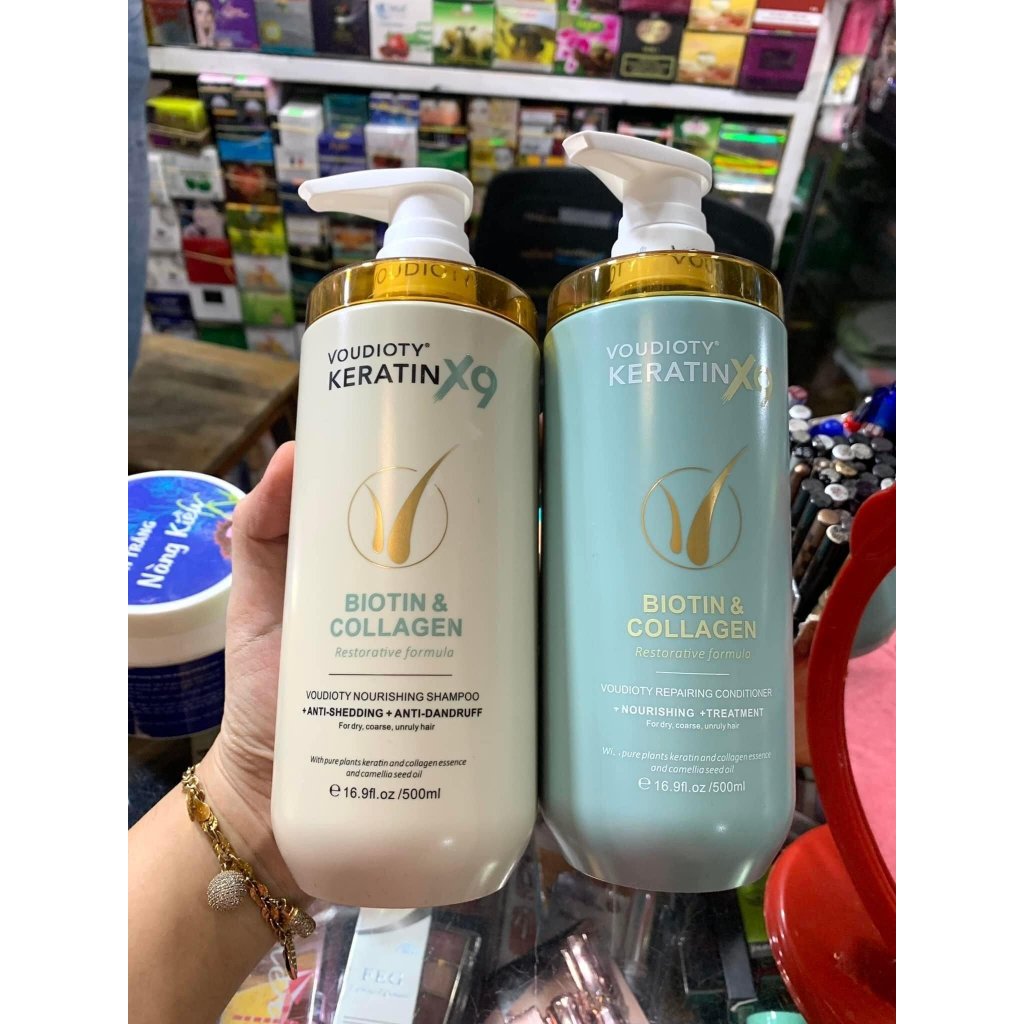 VOUDIOTY
VOUDIOTY®
KERATINX9
BIOTIN &
COLLAGEN
Restorative formula
VOUDIOTY NOURISHING SHAMPOO
+ANTI-SHEDDING + ANTI-DANDRUFF
For dry, coarse, unruly hair
With pure plants keratin and collagen essence
and camellia seed oil
℮ 16.9fl.oz /500ml
VOUDIOTY®
KERATINX9
BIOTIN &
COLLAGEN
Restorative formula
VOUDIOTY REPAIRING CONDITIONER
+ NOURISHING +TREATMENT
For dry, coarse, unruly hair
pure plants keratin and collagen essence
and camellia seed oil
℮ 16.9fl.oz /500ml
TRẮNG
Nàng Kiều
FEG